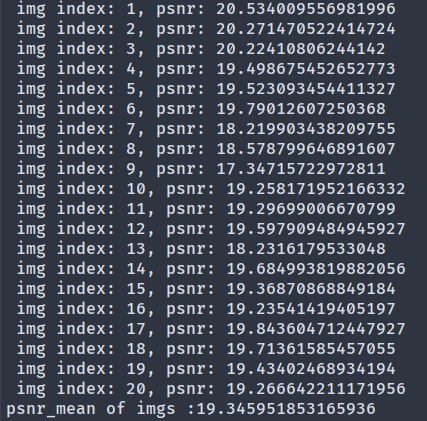 img index: 1, psnr: 20.534009556981996
img index: 2, psnr: 20.271470522414724
img index: 3, psnr: 20.22410806244142
img index: 4, psnr: 19.498675452652773
img index: 5, psnr: 19.523093454411327
img index: 6, psnr: 19.79012607250368
img index: 7, psnr: 18.219903438209755
img index: 8, psnr: 18.578799646891607
img index: 9, psnr: 17.34715722972811
img index: 10, psnr: 19.258171952166332
img index: 11, psnr: 19.29699006670799
img index: 12, psnr: 19.597909484945927
img index: 13, psnr: 18.2316179533048
img index: 14, psnr: 19.684993819882056
img index: 15, psnr: 19.36870868849184
img index: 16, psnr: 19.23541419405197
img index: 17, psnr: 19.843604712447927
img index: 18, psnr: 19.71361585457055
img index: 19, psnr: 19.43402468934194
img index: 20, psnr: 19.266642211171956
psnr_mean of imgs :19.345951853165936